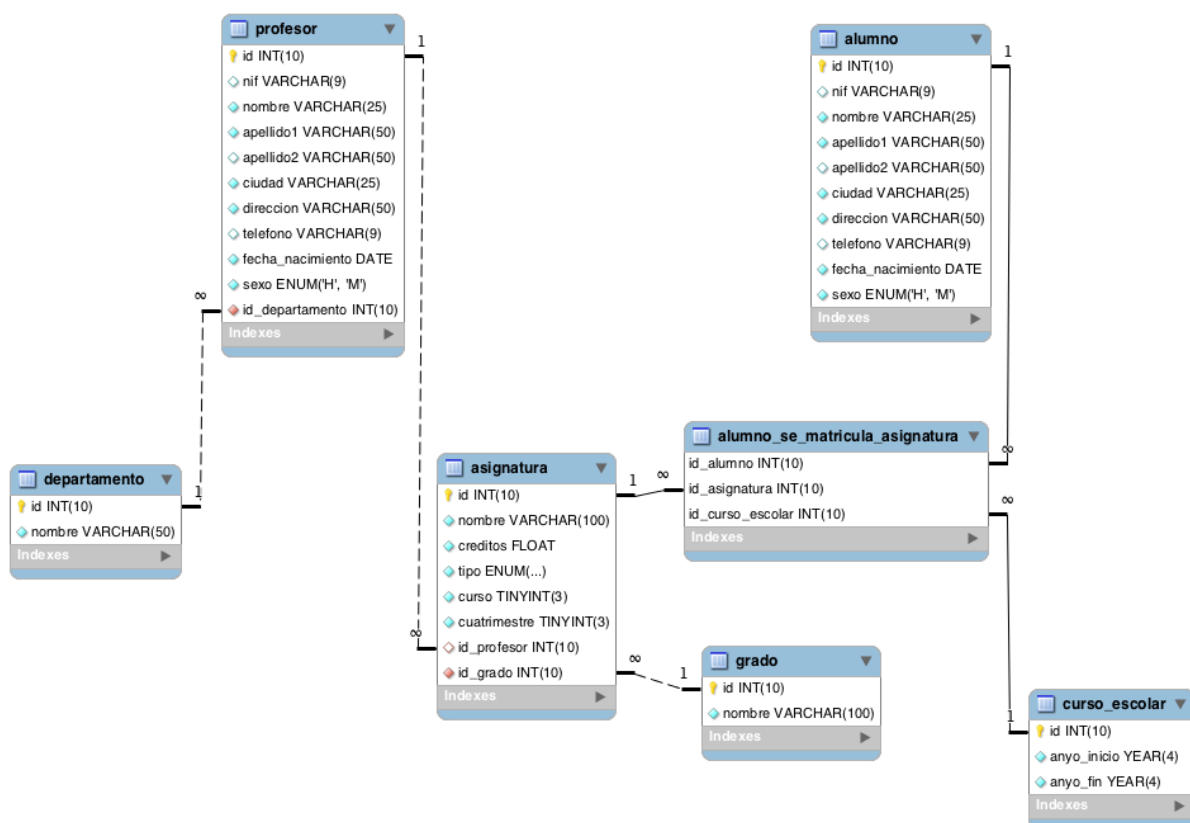 profesor
id INT(10)
nif VARCHAR(9)
nombre VARCHAR(25)
apellido1 VARCHAR(50)
apellido2 VARCHAR(50)
ciudad VARCHAR(25)
direccion VARCHAR(50)
telefono VARCHAR(9)
fecha_nacimiento DATE
sexo ENUM('H', 'M')
id_departamento INT(10)
Indexes
1
∞
alumno
id INT(10)
nif VARCHAR(9)
nombre VARCHAR(25)
apellido1 VARCHAR(50)
apellido2 VARCHAR(50)
ciudad VARCHAR(25)
direccion VARCHAR(50)
telefono VARCHAR(9)
fecha_nacimiento DATE
sexo ENUM('H', 'M')
Indexes
1
departamento
id INT(10)
nombre VARCHAR(50)
Indexes
1
asignatura
id INT(10)
nombre VARCHAR(100)
creditos FLOAT
tipo ENUM(...)
curso TINYINT(3)
cuatrimestre TINYINT(3)
id_profesor INT(10)
id_grado INT(10)
Indexes
1
∞
∞
alumno_se_matricula_asignatura
id_alumno INT(10)
id_asignatura INT(10)
id_curso_escolar INT(10)
Indexes
∞
∞
∞
grado
id INT(10)
nombre VARCHAR(100)
Indexes
1
curso_escolar
id INT(10)
anyo_inicio YEAR(4)
anyo_fin YEAR(4)
Indexes
1